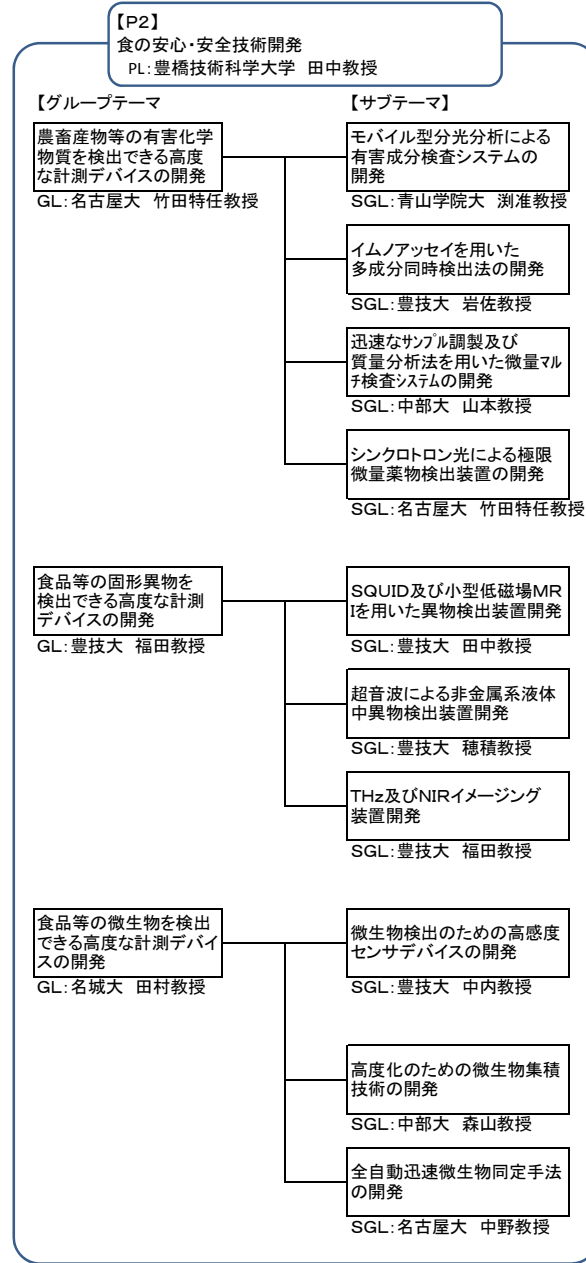 【P2】
食の安心・安全技術開発
PL：豊橋技術科学大学　田中教授
【グループテーマ　【サブテーマ】
農畜産物等の有害化学
物質を検出できる高度
な計測デバイスの開発
GL：名古屋大　竹田特任教授
モバイル型分光分析による
有害成分検査システムの
開発
SGL：青山学院大　渕准教授
イムノアッセイを用いた
多成分同時検出法の開発
SGL：豊技大　岩佐教授
迅速なｻﾝﾌﾟﾙ調製及び
質量分析法を用いた微量ﾏﾙ
ﾁ検査ｼｽﾃﾑの開発
SGL：中部大　山本教授
シンクロトロン光による極限
微量薬物検出装置の開発
SGL：名古屋大　竹田特任教授
食品等の固形異物を
検出できる高度な計測
デバイスの開発
GL：豊技大　福田教授
SQUID及び小型低磁場MR
Iを用いた異物検出装置開発
SGL：豊技大　田中教授
超音波による非金属系液体
中異物検出装置開発
SGL：豊技大　穂積教授
THz及びNIRイメージング
装置開発
SGL：豊技大　福田教授
食品等の微生物を検出
できる高度な計測デバイ
スの開発
GL：名城大　田村教授
微生物検出のための高感度
センサデバイスの開発
SGL：豊技大　中内教授
高度化のための微生物集積
技術の開発
SGL：中部大　森山教授
全自動迅速微生物同定手法
の開発
SGL：名古屋大　中野教授